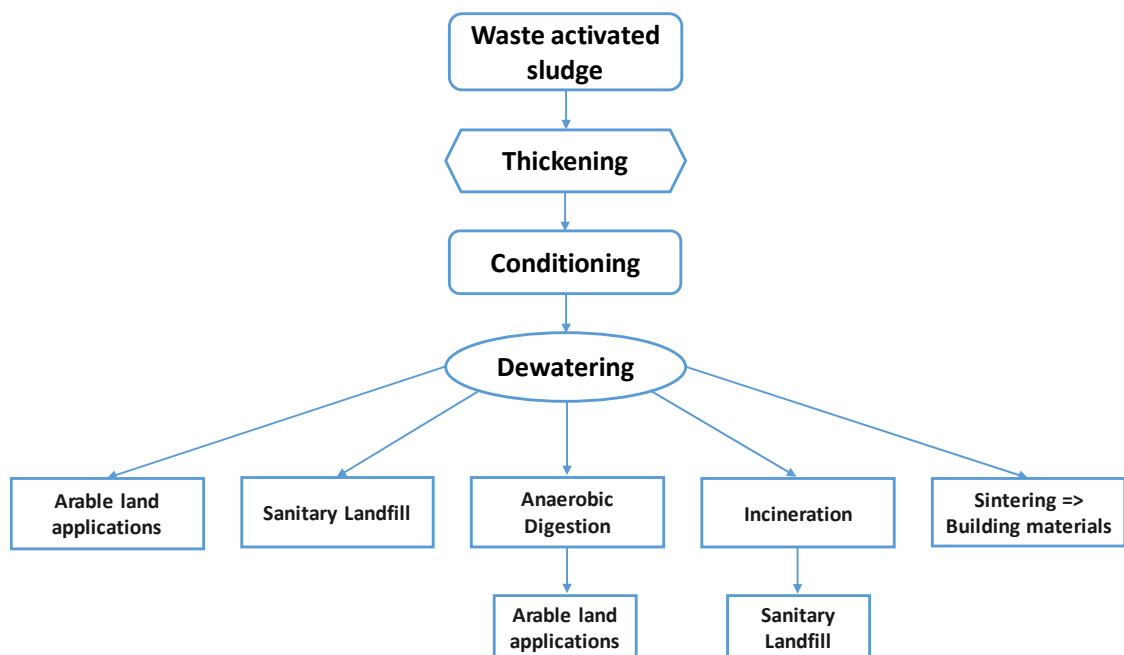 Waste activated
sludge
Thickening
Conditioning
Dewatering
Arable land
applications
Sanitary Landfill
Anaerobic
Digestion
Incineration
Sintering =>
Building materials
Arable land
applications
Sanitary
Landfill